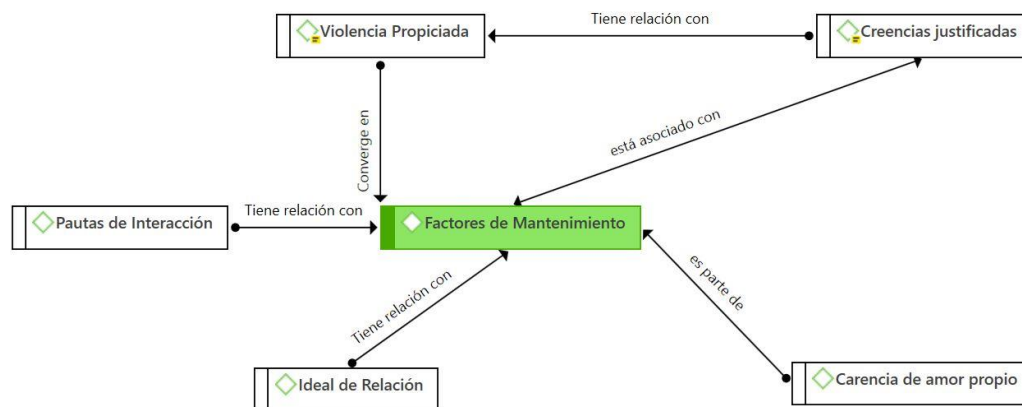 Tiene relación con
Violencia Propiciada
Creencias justificadas
Converge en
está asociado con
Pautas de Interacción
Tiene relación con
Factores de Mantenimiento
es parte de
Tiene relación con
Ideal de Relación
Carencia de amor propio